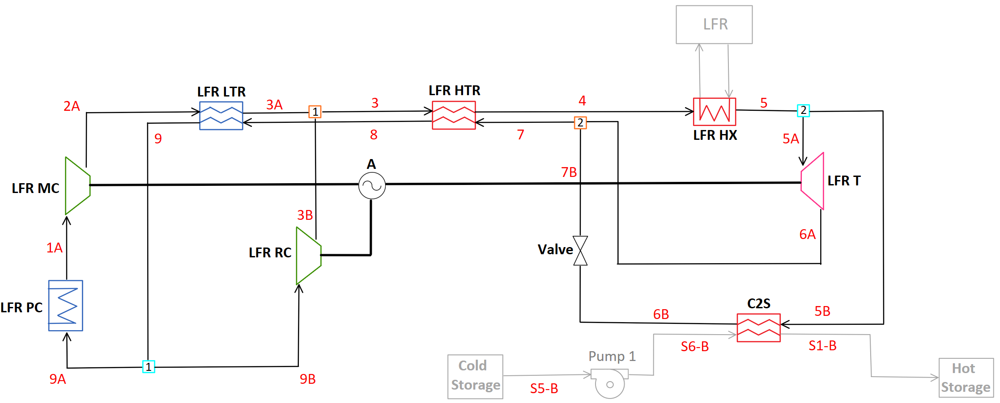 LFR
LFR LTR
LFR HTR
2A
3A
1
3
4
5
2
9
8
7
2
LFR HX
5A
A
7B
LFR MC
LFR T
3B
6A
1A
LFR RC
Valve
LFR PC
C2S
6B
5B
S6-B
S1-B
Pump 1
Cold
Storage
Hot
Storage
1
9A
9B
S5-B